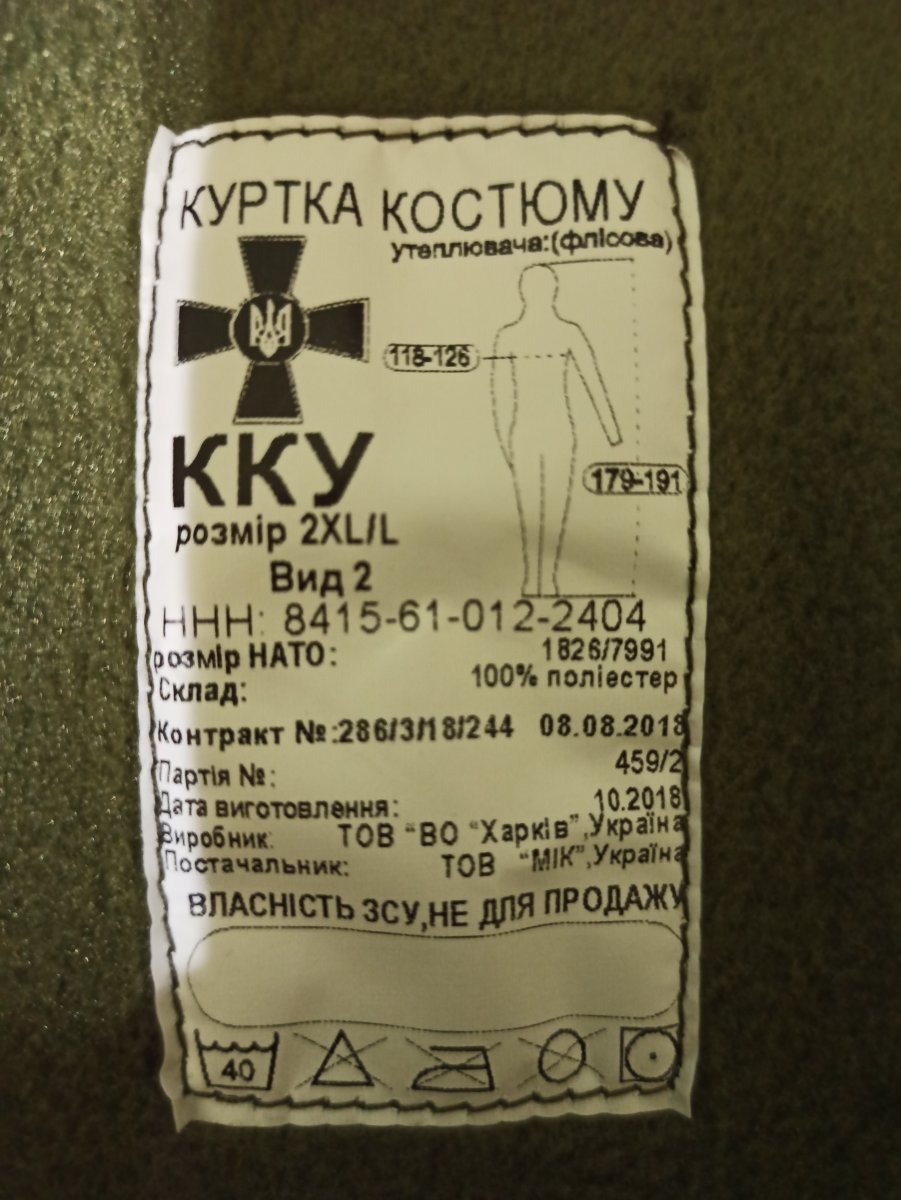 КУРТКА КОСТЮМУ
утеплювача:(флісова)
118-126
179-191
ККУ
розмір 2XL/L
Вид 2
ННН: 8415-61-012-2404
розмір НАТО: 1826/7991
Склад: 100% поліестер
Контракт №:286/3/18/244 08.08.2018
Партія №: 459/2
Дата виготовлення: 10.2018
Виробник: ТОВ "ВО "Харків",Україна
Постачальник: ТОВ "МІК",Україна
ВЛАСНІСТЬ ЗСУ,НЕ ДЛЯ ПРОДАЖУ
40